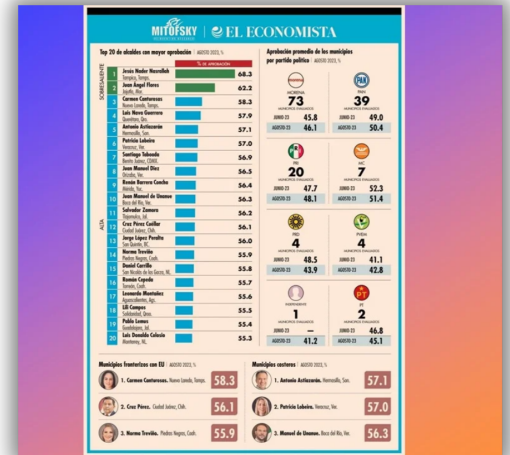 MITOFSKY | EL ECONOMISTA
Top 20 de alcaldes con mayor aprobación | AGOSTO 2023, %
% DE APROBACIÓN
SOBRESALIENTE
1 Jesús Nader Nasrallah 68.3
Tampico, Tamps.
2 Juan Ángel Flores 62.2
Jojutla, Mor.
ALTA
3 Carmen Canturosas 58.3
Nuevo Laredo, Tamps.
4 Luis Nava Guerrero 57.9
Querétaro, Qro.
5 Antonio Astiazarán 57.1
Hermosillo, Son.
6 Patricia Lobeira 57.0
Veracruz, Ver.
7 Santiago Taboada 56.9
Benito Juárez, CDMX.
8 Juan Manuel Diez 56.5
Orizaba, Ver.
9 Renán Barrera Concha 56.4
Mérida, Yuc.
10 Juan Manuel de Unanue 56.3
Boca del Río, Ver.
11 Salvador Zamora 56.2
Tlajomulco, Jal.
12 Cruz Pérez Cuéllar 56.1
Ciudad Juárez, Chih.
13 Jorge López Peralta 56.0
San Quintín, BC.
14 Norma Treviño 55.9
Piedras Negras, Coah.
15 Daniel Carrillo 55.8
San Nicolás de los Garza, NL.
16 Román Cepeda 55.7
Torreón, Coah.
17 Leonardo Montañez 55.6
Aguascalientes, Ags.
18 Lili Campos 55.5
Solidaridad, Qroo.
19 Pablo Lemus 55.4
Guadalajara, Jal.
20 Luis Donaldo Colosio 55.3
Monterrey, NL.
Aprobación promedio de los municipios
por partido político | AGOSTO 2023, %
morena PAN
MORENA PAN
73 39
MUNICIPIOS EVALUADOS MUNICIPIOS EVALUADOS
JUNIO-23 45.8 JUNIO-23 49.0
AGOSTO-23 46.1 AGOSTO-23 50.4
PRI MC
20 7
MUNICIPIOS EVALUADOS MUNICIPIOS EVALUADOS
JUNIO-23 47.7 JUNIO-23 52.3
AGOSTO-23 48.1 AGOSTO-23 51.4
PRD PVEM
4 4
MUNICIPIOS EVALUADOS MUNICIPIOS EVALUADOS
JUNIO-23 48.5 JUNIO-23 41.1
AGOSTO-23 43.9 AGOSTO-23 42.8
PT
INDEPENDIENTE PT
1 2
MUNICIPIOS EVALUADOS MUNICIPIOS EVALUADOS
JUNIO-23 — JUNIO-23 46.8
AGOSTO-23 41.2 AGOSTO-23 45.1
Municipios fronterizos con EU | AGOSTO 2023, %
1. Carmen Canturosas. Nuevo Laredo, Tamps. 58.3
2. Cruz Pérez. Ciudad Juárez, Chih. 56.1
3. Norma Treviño. Piedras Negras, Coah. 55.9
Municipios costeros | AGOSTO 2023, %
1. Antonio Astiazarán. Hermosillo, Son. 57.1
2. Patricia Lobeira. Veracruz, Ver. 57.0
3. Manuel de Unanue. Boca del Río, Ver. 56.3